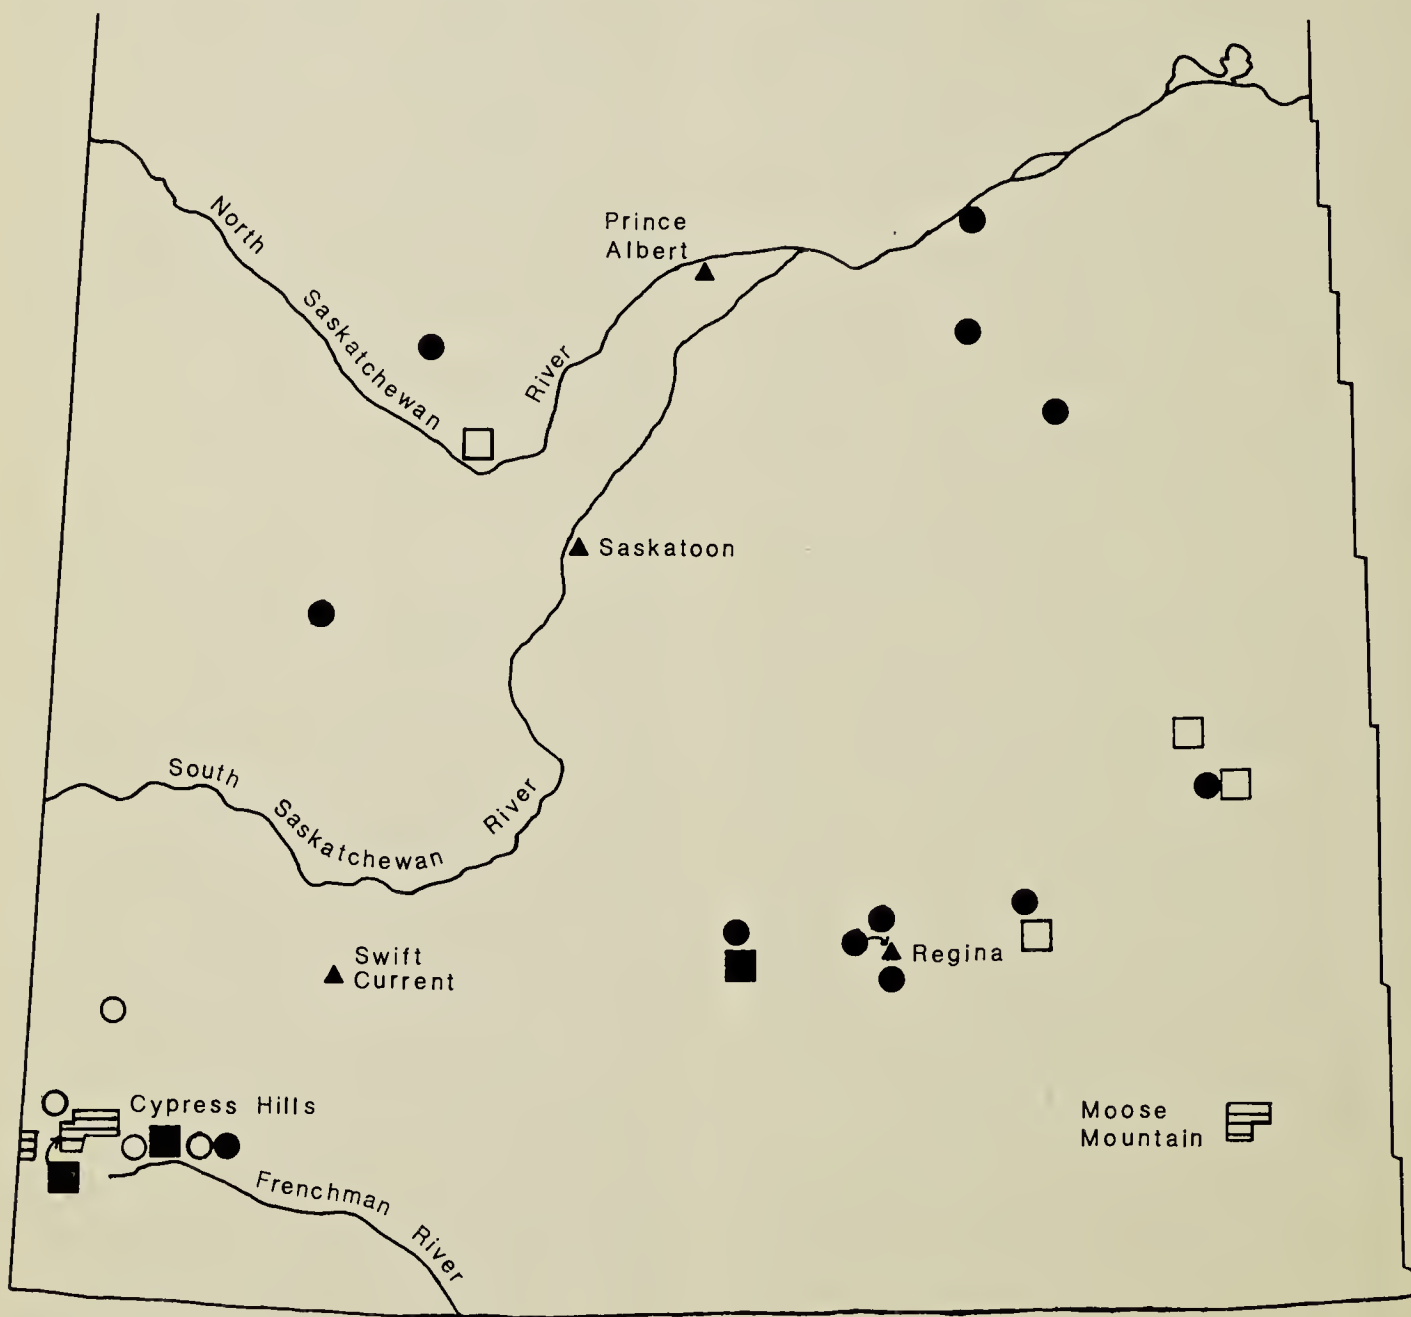 Prince
Albert
North
Saskatchewan
River
Saskatoon
South
Saskatchewan
River
Swift
Current
Regina
Cypress Hills
Moose
Mountain
Frenchman
River